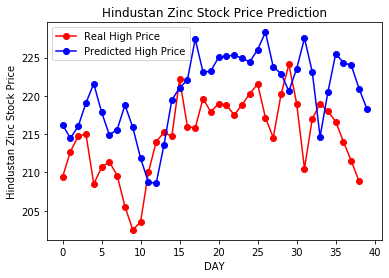 Hindustan Zinc Stock Price Prediction
Real High Price
Predicted High Price
Hindustan Zinc Stock Price
225
220
215
210
205
0 5 10 15 20 25 30 35 40
DAY